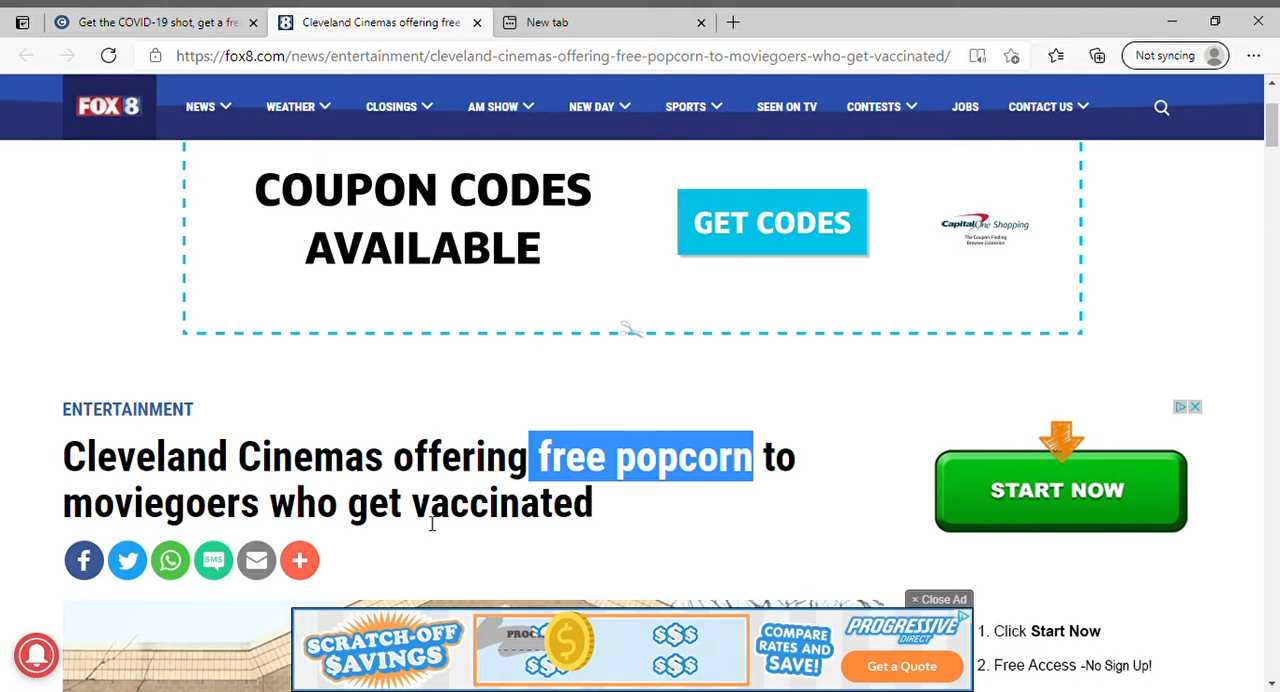 Get the COVID-19 shot, get a fre
Cleveland Cinemas offering free
New tab
https://fox8.com/news/entertainment/cleveland-cinemas-offering-free-popcorn-to-moviegoers-who-get-vaccinated/
Not syncing
FOX 8
NEWS
WEATHER
CLOSINGS
AM SHOW
NEW DAY
SPORTS
SEEN ON TV
CONTESTS
JOBS
CONTACT US
COUPON CODES
AVAILABLE
GET CODES
CapitalOne Shopping
The Coupon Finding
Browser Extension
ENTERTAINMENT
Cleveland Cinemas offering free popcorn to
moviegoers who get vaccinated
SMS
START NOW
× Close Ad
SCRATCH-OFF
SAVINGS
PROG
$$$
$$$
COMPARE
RATES AND
SAVE!
PROGRESSIVE
DIRECT
Get a Quote
1. Click Start Now
2. Free Access -No Sign Up!